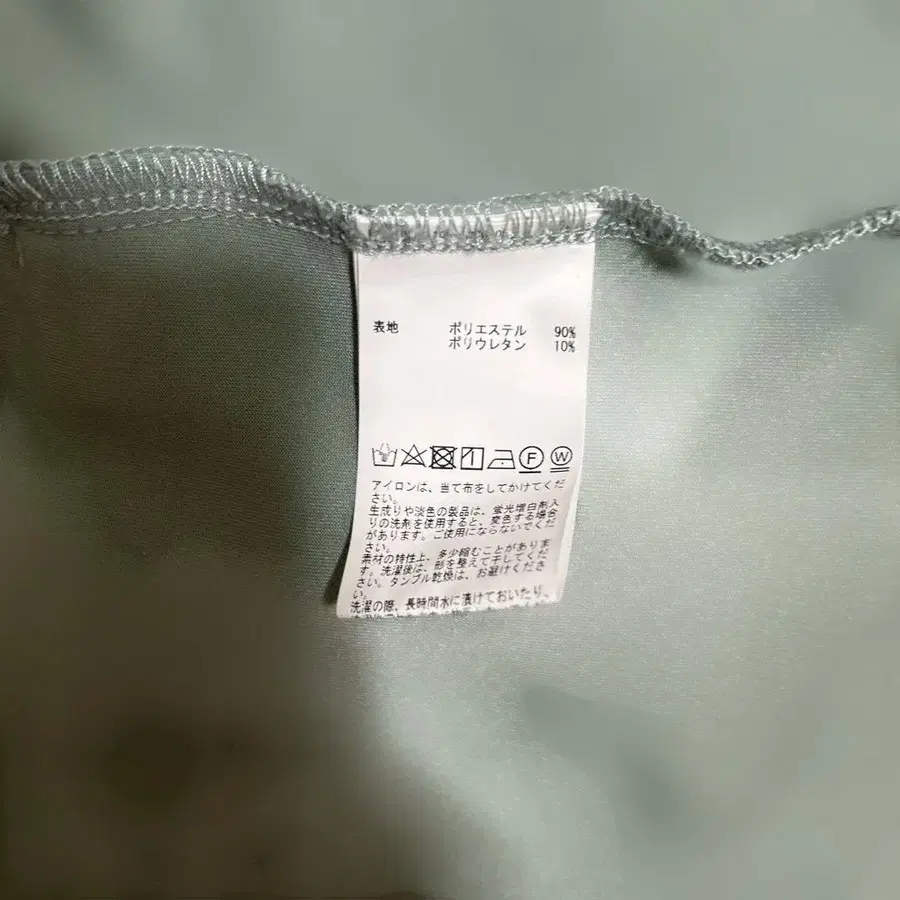 表地 ポリエステル 90%
ポリウレタン 10%
F W
アイロンは、当て布をしてかけてくだ
さい。
生成りや淡色の製品は、蛍光増白剤入
りの洗剤を使用すると、変色する場合
があります。ご使用にならないでくだ
さい。
素材の特性上、多少縮むことがありま
す。洗濯後は、形を整えて干してくださ
い。タンブル乾燥は、お避けくださ
い。
洗濯の際、長時間水に漬けておいたり、